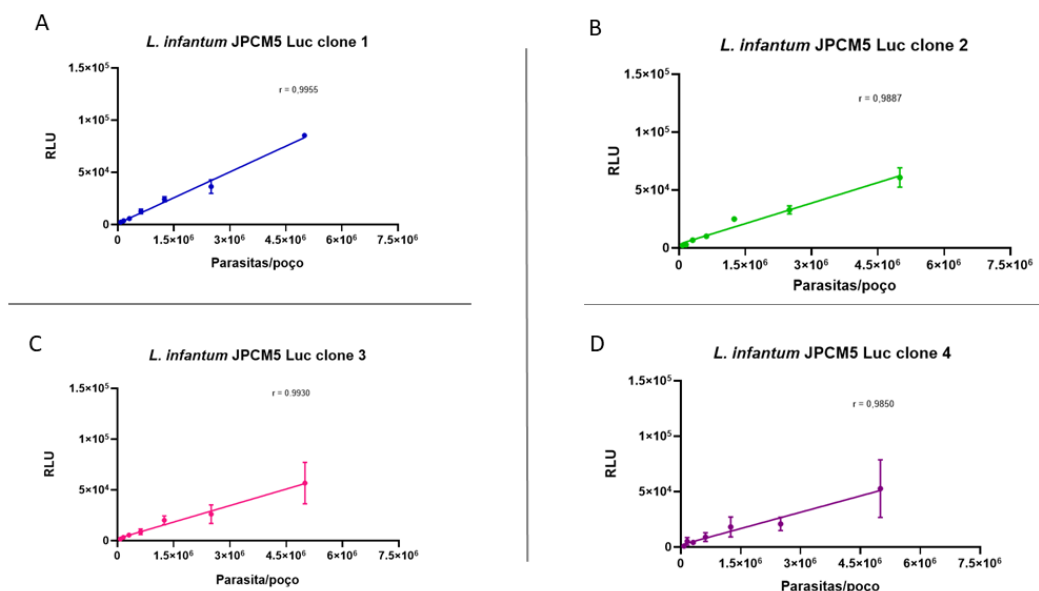 A
L. infantum JPCM5 Luc clone 1
r = 0,9955
1.5×10⁵
1×10⁵
5×10⁴
0
RLU
0 1.5×10⁶ 3×10⁶ 4.5×10⁶ 6×10⁶ 7.5×10⁶
Parasitas/poço
B
L. infantum JPCM5 Luc clone 2
r = 0,9887
1.5×10⁵
1×10⁵
5×10⁴
0
RLU
0 1.5×10⁶ 3×10⁶ 4.5×10⁶ 6×10⁶ 7.5×10⁶
Parasitas/poço
C
L. infantum JPCM5 Luc clone 3
r = 0.9930
1.5×10⁵
1×10⁵
5×10⁴
0
RLU
0 1.5×10⁶ 3×10⁶ 4.5×10⁶ 6×10⁶ 7.5×10⁶
Parasita/poço
D
L. infantum JPCM5 Luc clone 4
r = 0,9850
1.5×10⁵
1×10⁵
5×10⁴
0
RLU
0 1.5×10⁶ 3×10⁶ 4.5×10⁶ 6×10⁶ 7.5×10⁶
Parasitas/poço